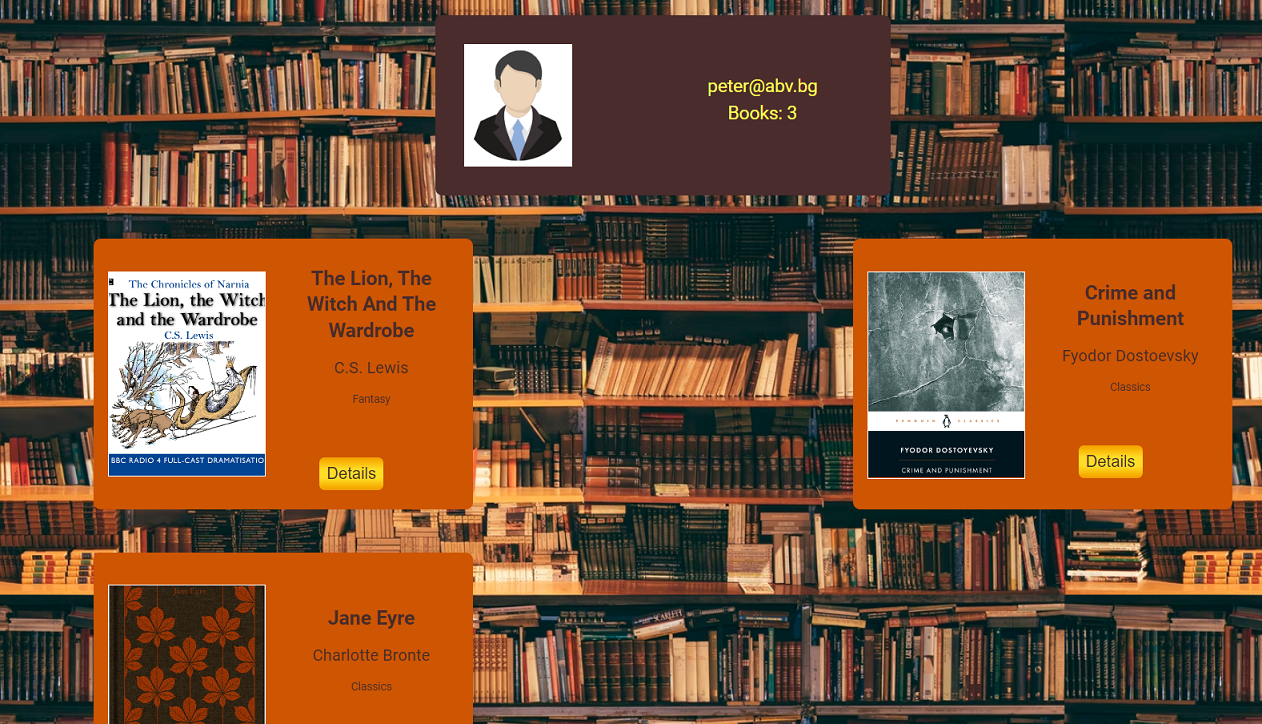 peter@abv.bg
Books: 3
The Chronicles of Narnia
The Lion, the Witch
and the Wardrobe
C.S. Lewis
BBC RADIO 4 FULL-CAST DRAMATISATIO
The Lion, The
Witch And The
Wardrobe
C.S. Lewis
Fantasy
Details
PENGUIN CLASSICS
FYODOR DOSTOYEVSKY
CRIME AND PUNISHMENT
Crime and
Punishment
Fyodor Dostoevsky
Classics
Details
Jane Eyre
Jane Eyre
Charlotte Bronte
Classics